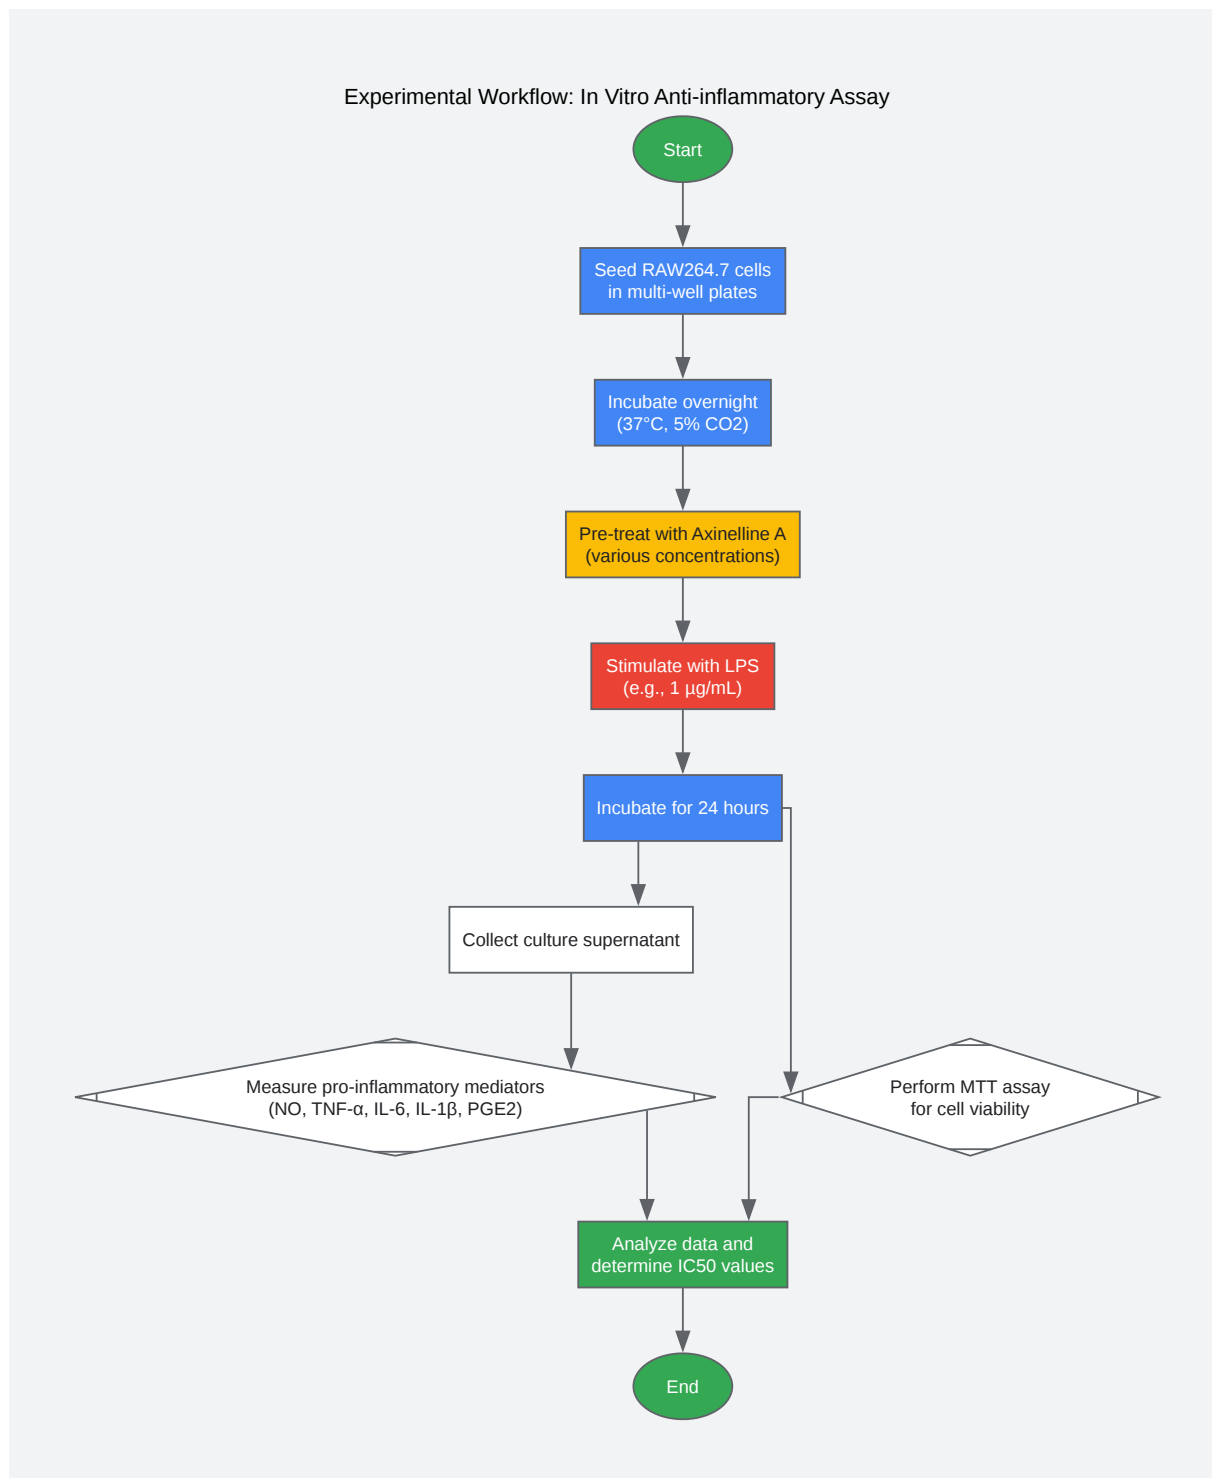 Experimental Workflow: In Vitro Anti-inflammatory Assay
Start
Seed RAW264.7 cells
in multi-well plates
Incubate overnight
(37°C, 5% CO2)
Pre-treat with Axinelline A
(various concentrations)
Stimulate with LPS
(e.g., 1 µg/mL)
Incubate for 24 hours
Collect culture supernatant
Measure pro-inflammatory mediators
(NO, TNF-α, IL-6, IL-1β, PGE2)
Perform MTT assay
for cell viability
Analyze data and
determine IC50 values
End